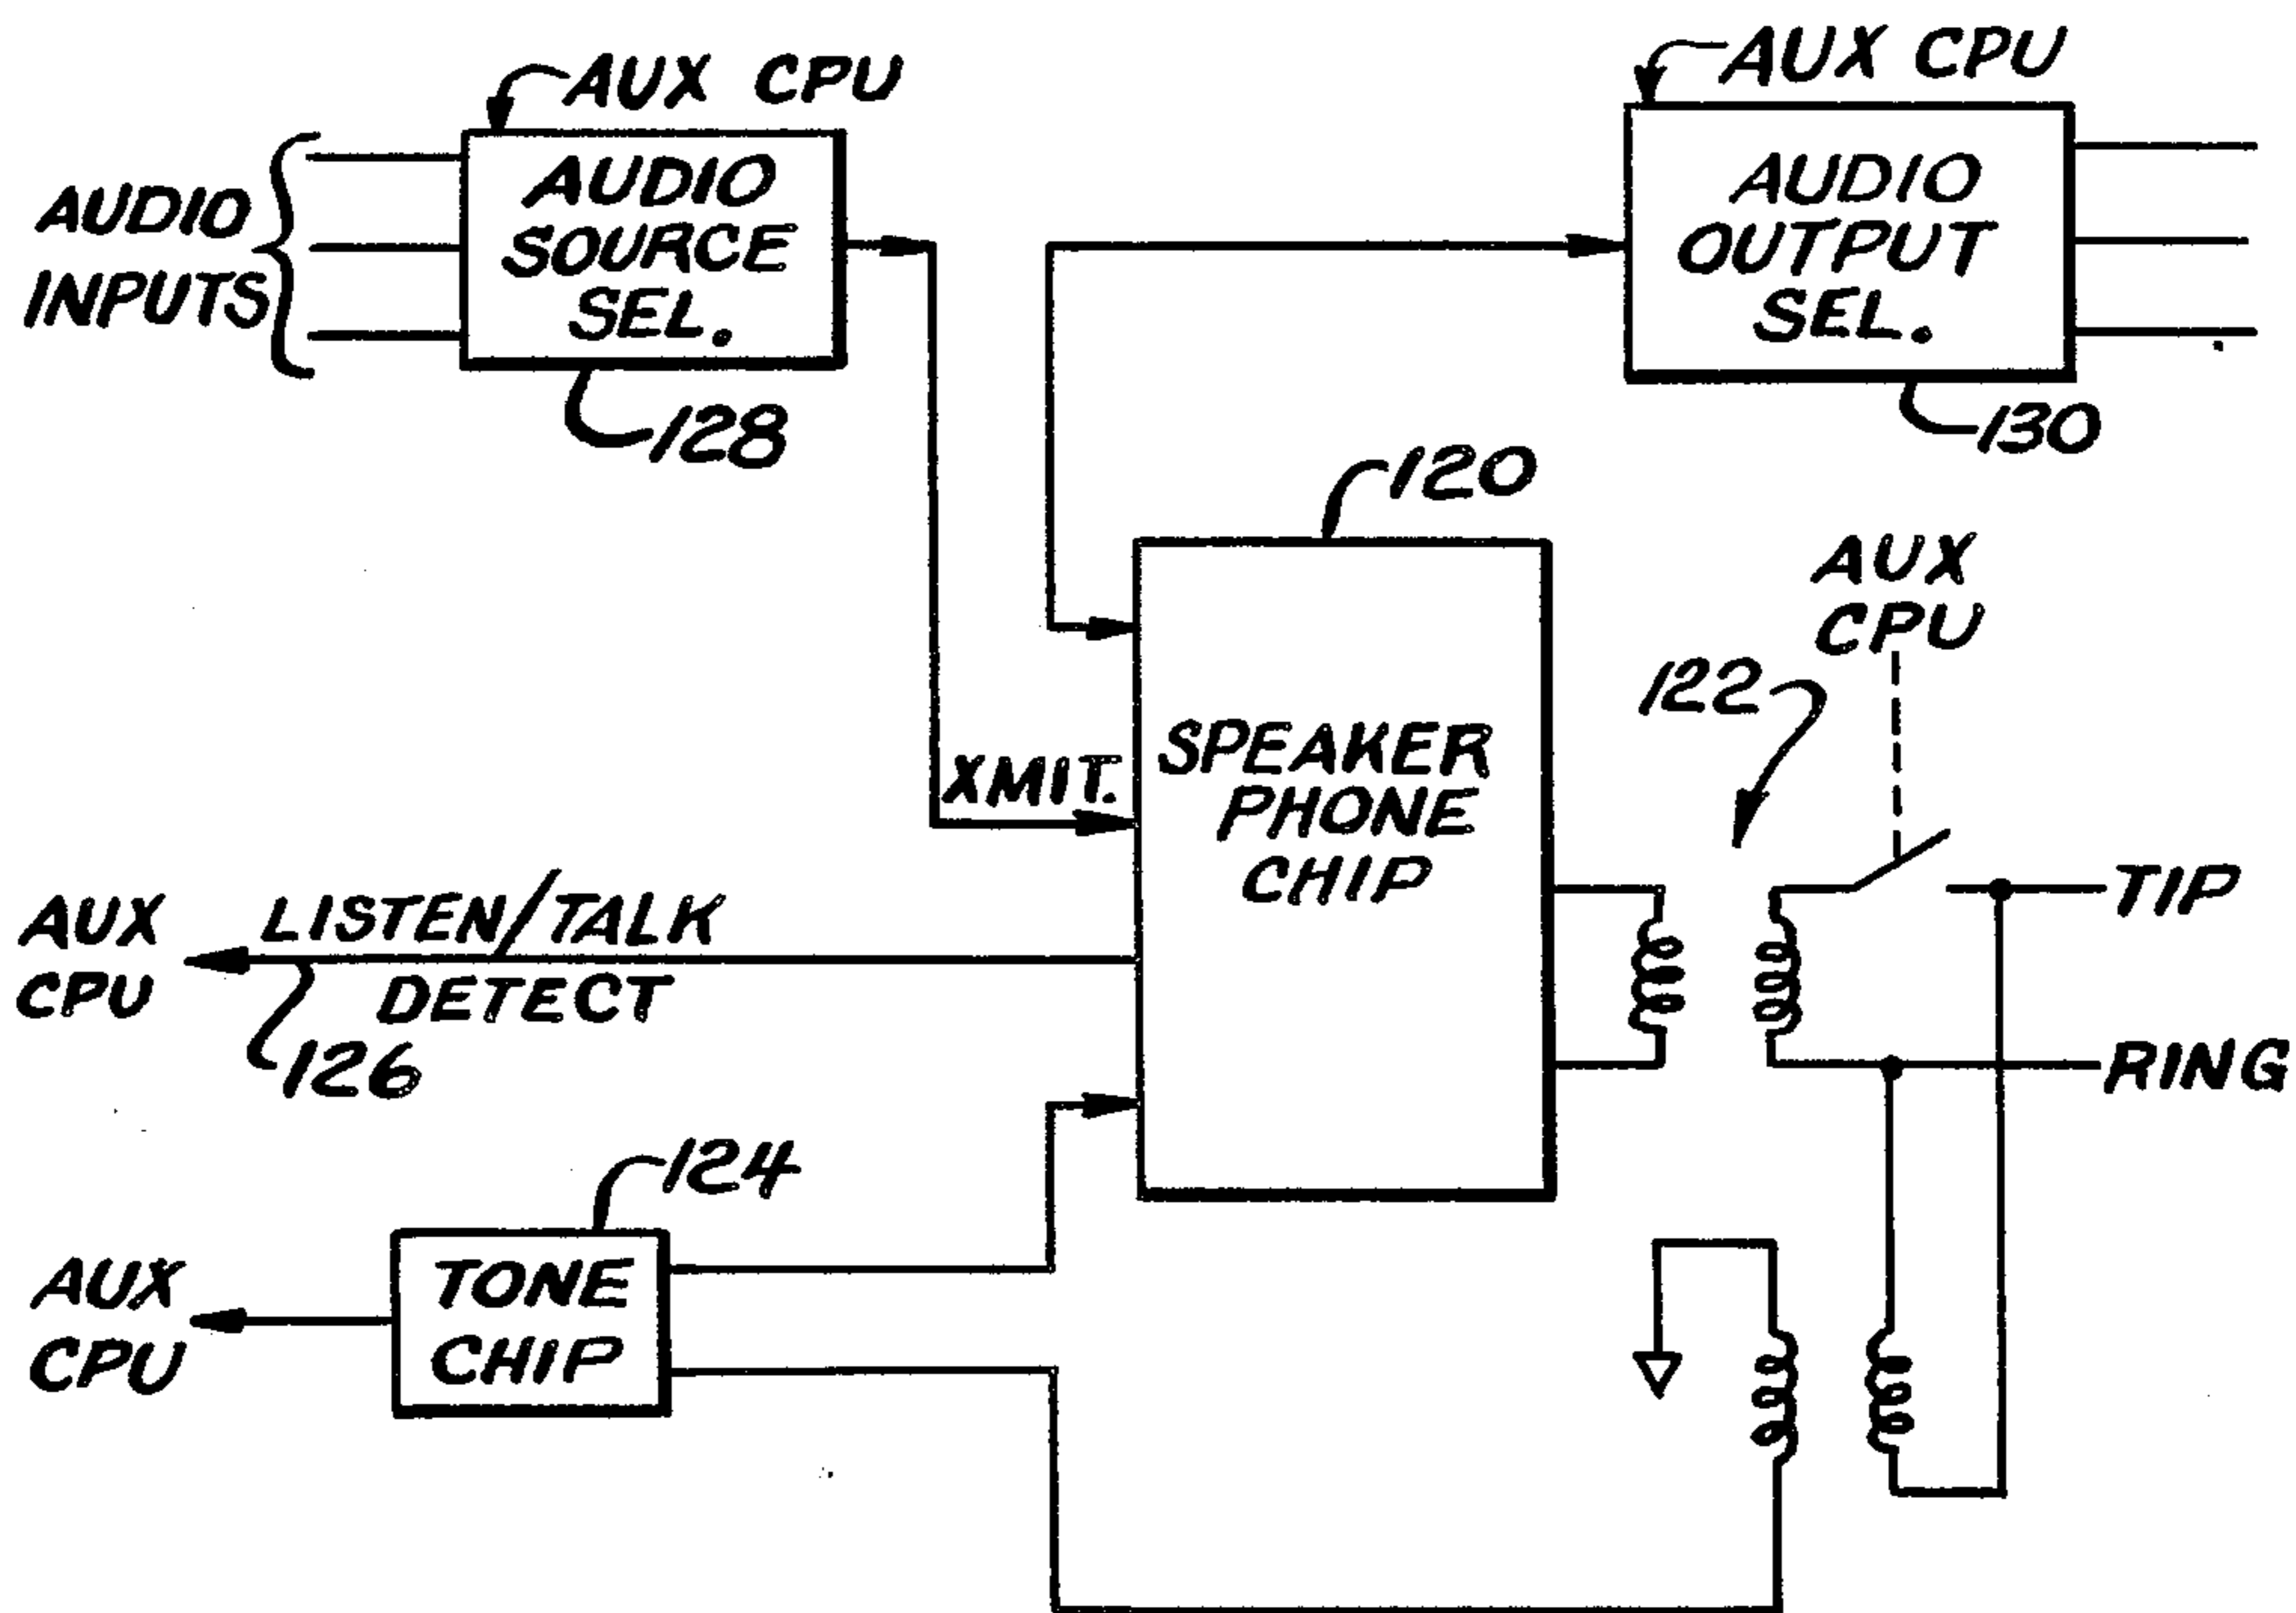 AUX CPU
AUDIO
INPUTS
AUDIO
SOURCE
SEL.
128
AUX CPU
AUDIO
OUTPUT
SEL.
130
120
SPEAKER
PHONE
CHIP
XMIT.
AUX
CPU
122
TIP
RING
AUX
CPU
LISTEN/TALK
DETECT
126
124
TONE
CHIP
AUX
CPU